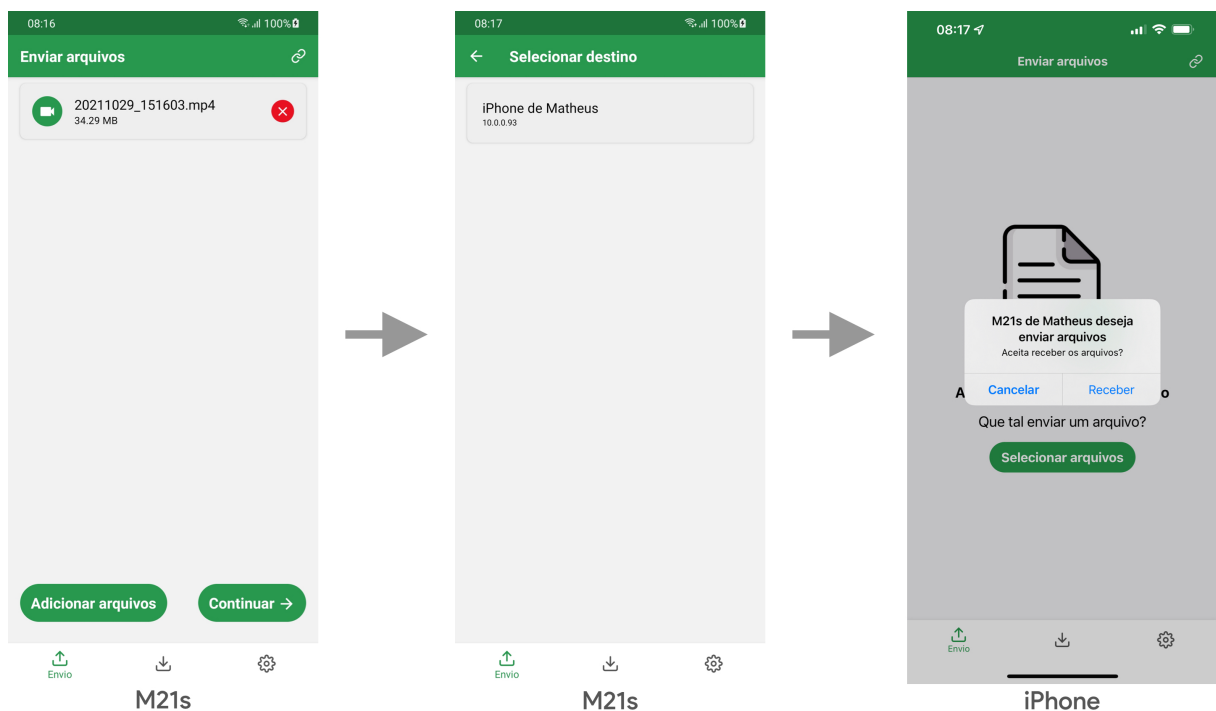 08:16
100%
Enviar arquivos
20211029_151603.mp4
34.29 MB
Adicionar arquivos
Continuar →
Envio
M21s
08:17
100%
← Selecionar destino
iPhone de Matheus
10.0.0.93
Envio
M21s
08:17
Enviar arquivos
M21s de Matheus deseja
enviar arquivos
Aceita receber os arquivos?
Cancelar
Receber
A
o
Que tal enviar um arquivo?
Selecionar arquivos
Envio
iPhone